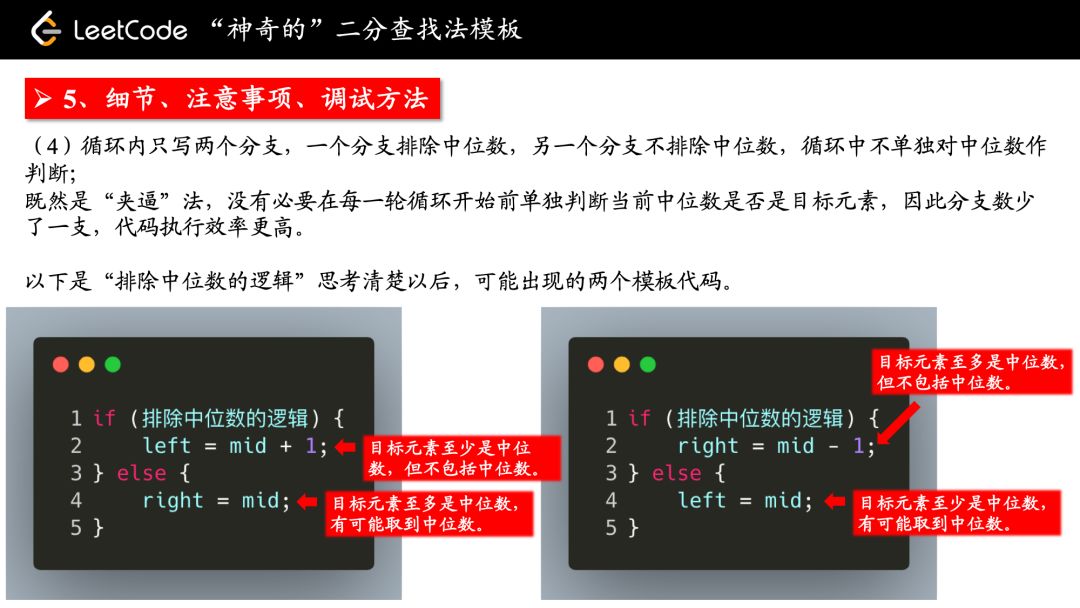 LeetCode “神奇的”二分查找法模板
➢ 5、细节、注意事项、调试方法
（4）循环内只写两个分支，一个分支排除中位数，另一个分支不排除中位数，循环中不单独对中位数作
判断；
既然是“夹逼”法，没有必要在每一轮循环开始前单独判断当前中位数是否是目标元素，因此分支数少
了一支，代码执行效率更高。
以下是“排除中位数的逻辑”思考清楚以后，可能出现的两个模板代码。
1 if (排除中位数的逻辑) {
2     left = mid + 1;
3 } else {
4     right = mid;
5 }
目标元素至少是中位
数，但不包括中位数。
目标元素至多是中位数，
有可能取到中位数。
1 if (排除中位数的逻辑) {
2     right = mid - 1;
3 } else {
4     left = mid;
5 }
目标元素至多是中位数，
但不包括中位数。
目标元素至少是中位数，
有可能取到中位数。